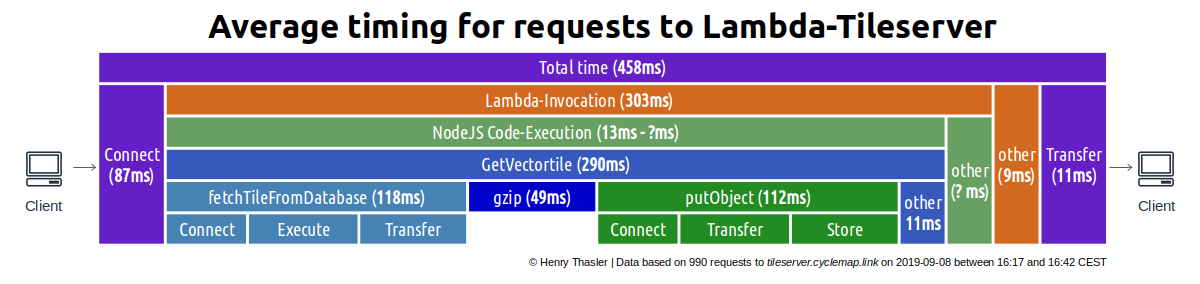 Average timing for requests to Lambda-Tileserver
Total time (458ms)
Lambda-Invocation (303ms)
NodeJS Code-Execution (13ms - ?ms)
Connect
(87ms)
GetVectortile (290ms)
other
(? ms)
other
(9ms)
Transfer
(11ms)
fetchTileFromDatabase (118ms)
gzip (49ms)
putObject (112ms)
other
11ms
Client
Client
Connect
Execute
Transfer
Connect
Transfer
Store
© Henry Thasler | Data based on 990 requests to tileserver.cyclemap.link on 2019-09-08 between 16:17 and 16:42 CEST